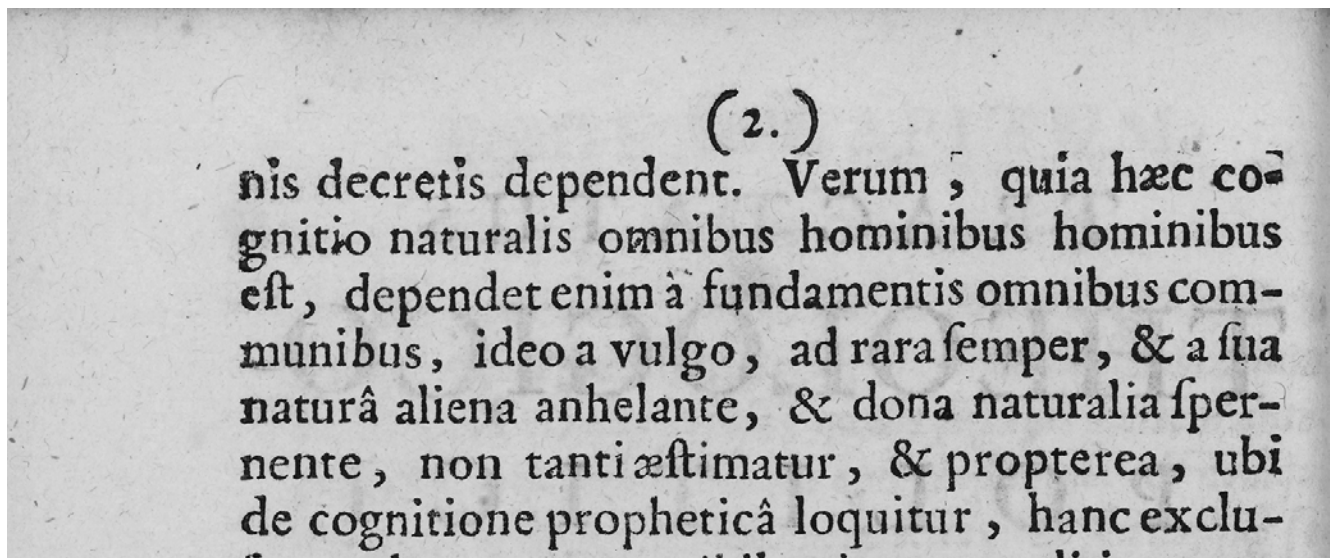 (2.)
nis decretis dependent. Verum, quia hæc co-
gnitio naturalis omnibus hominibus hominibus
eſt, dependet enim à fundamentis omnibus com-
munibus, ideo a vulgo, ad rara ſemper, & a ſua
naturâ aliena anhelante, & dona naturalia ſper-
nente, non tanti æſtimatur, & propterea, ubi
de cognitione propheticâ loquitur, hanc exclu-